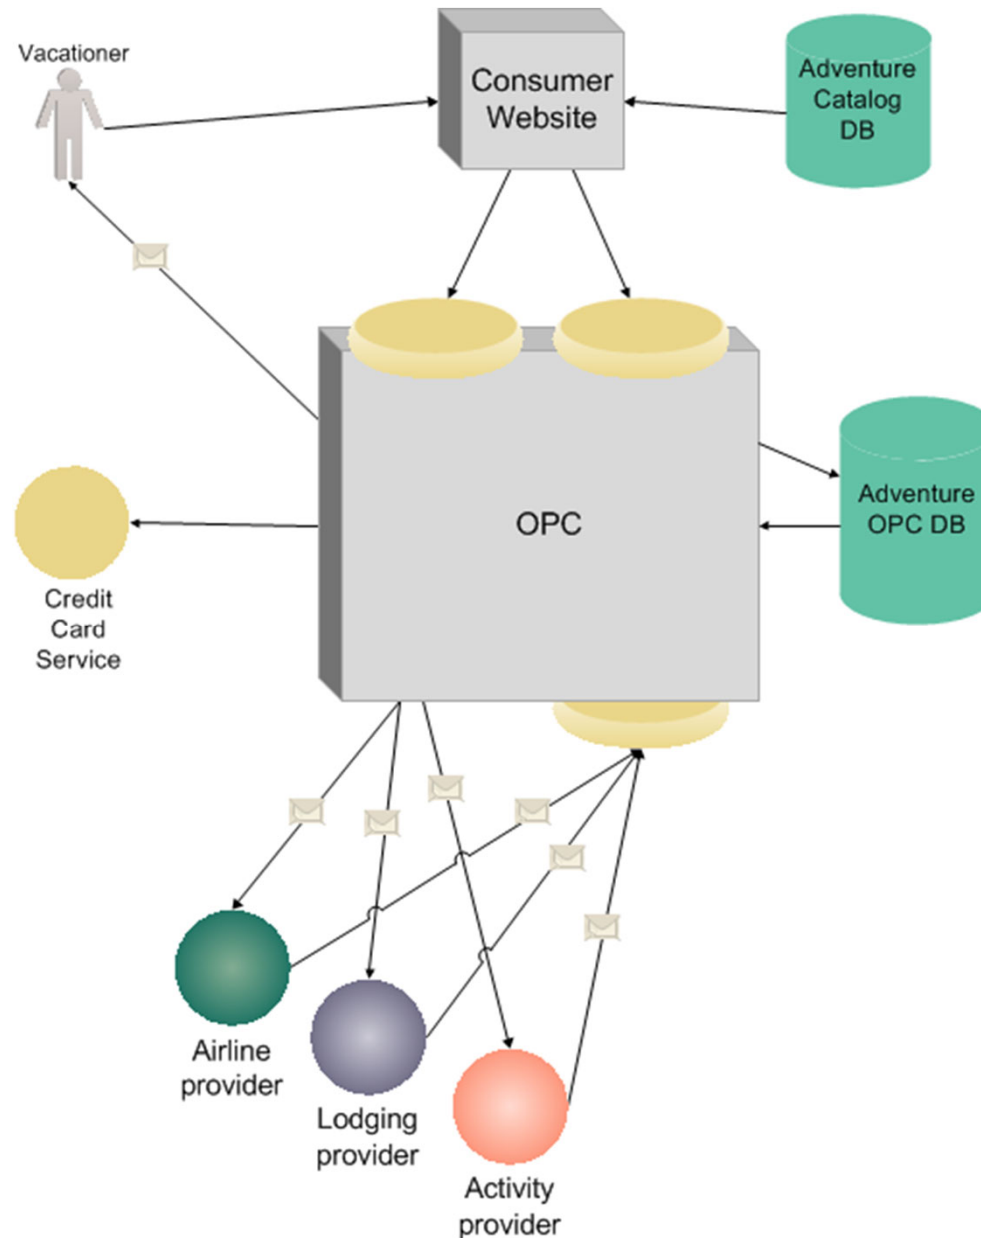 Vacationer
Consumer
Website
Adventure
Catalog
DB
OPC
Adventure
OPC DB
Credit
Card
Service
Airline
provider
Lodging
provider
Activity
provider